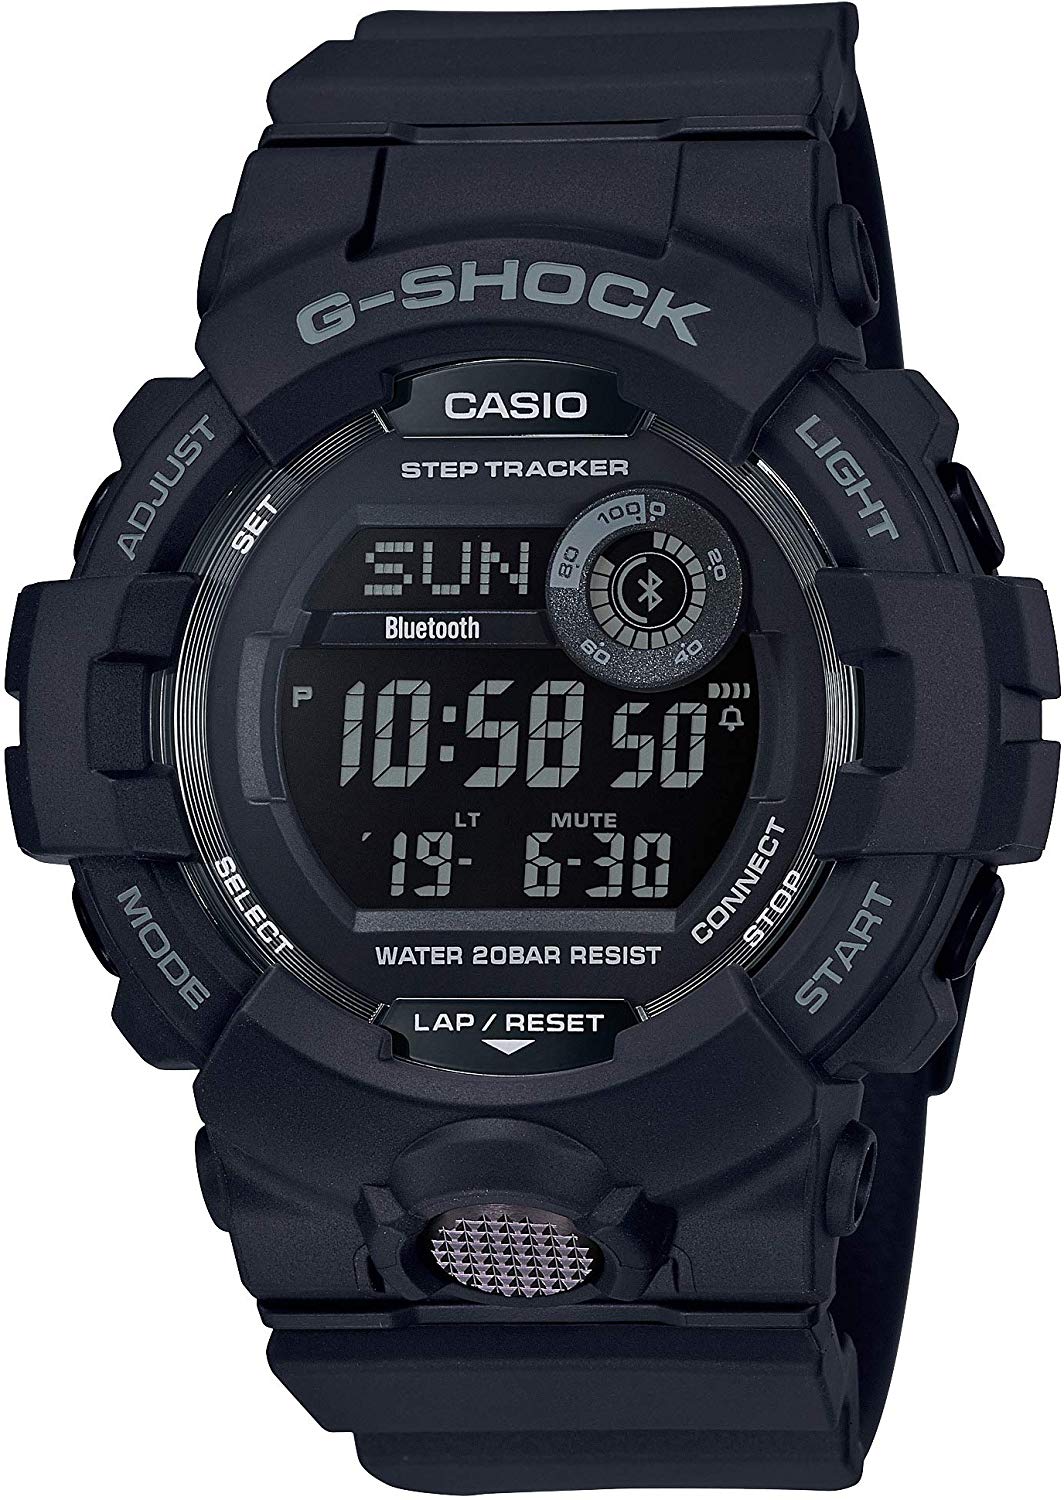 G-SHOCK
CASIO
STEP TRACKER
ADJUST
SET
LIGHT
100 0
20
40
60
80
SUN
Bluetooth
P 10:58 50
LT MUTE
'19- 6-30
SELECT
MODE
CONNECT
STOP
START
WATER 20BAR RESIST
LAP / RESET